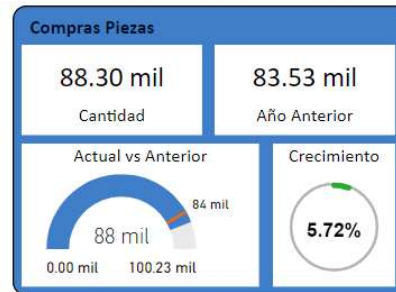 Compras Piezas
88.30 mil
Cantidad
83.53 mil
Año Anterior
Actual vs Anterior
84 mil
88 mil
0.00 mil
100.23 mil
Crecimiento
5.72%